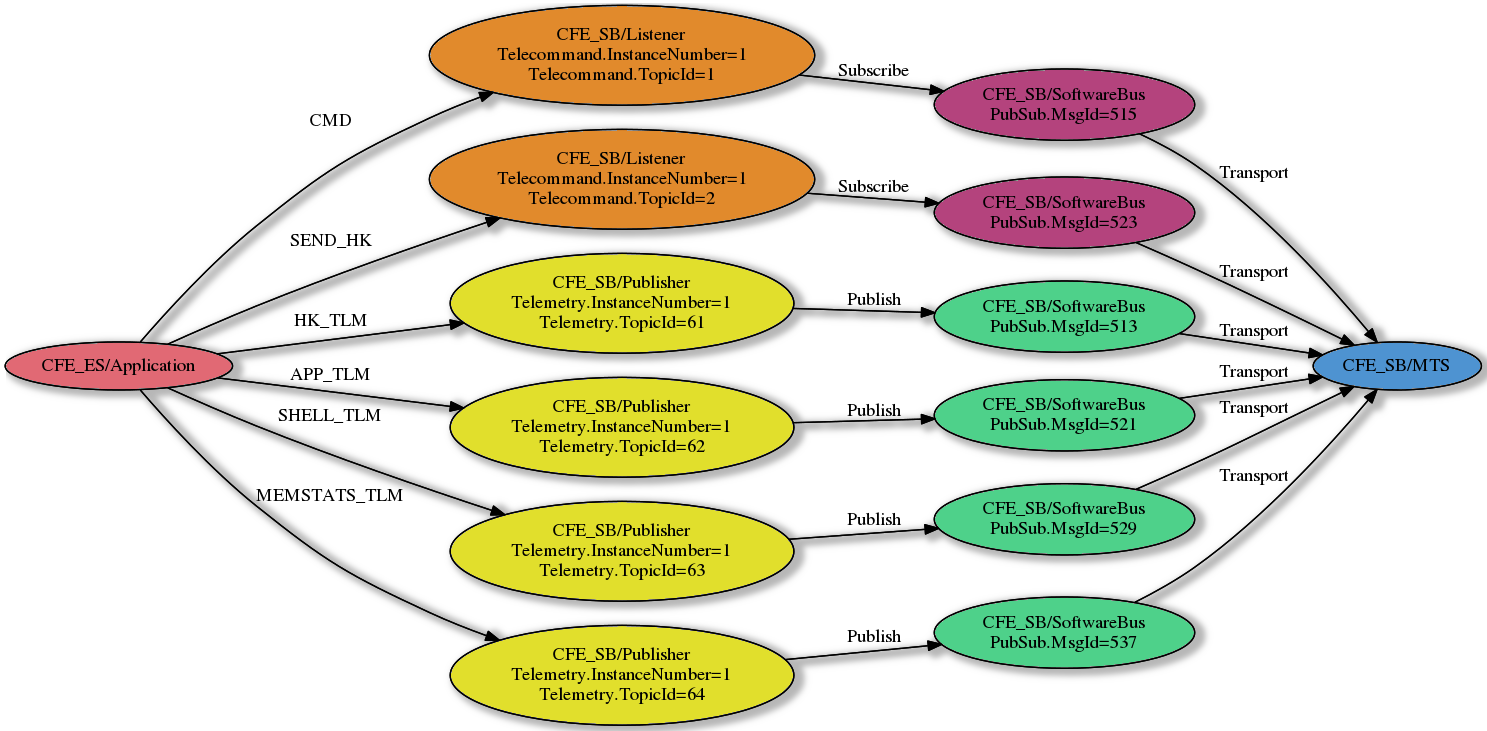 CFE_SB/Listener
Telecommand.InstanceNumber=1
Telecommand.TopicId=1
Subscribe
CFE_SB/SoftwareBus
PubSub.MsgId=515
CMD
CFE_SB/Listener
Telecommand.InstanceNumber=1
Telecommand.TopicId=2
Subscribe
CFE_SB/SoftwareBus
PubSub.MsgId=523
Transport
SEND_HK
Transport
CFE_SB/Publisher
Telemetry.InstanceNumber=1
Telemetry.TopicId=61
HK_TLM
Publish
CFE_SB/SoftwareBus
PubSub.MsgId=513
Transport
CFE_ES/Application
CFE_SB/MTS
APP_TLM
CFE_SB/Publisher
Telemetry.InstanceNumber=1
Telemetry.TopicId=62
Publish
CFE_SB/SoftwareBus
PubSub.MsgId=521
Transport
SHELL_TLM
Transport
CFE_SB/Publisher
Telemetry.InstanceNumber=1
Telemetry.TopicId=63
Publish
CFE_SB/SoftwareBus
PubSub.MsgId=529
MEMSTATS_TLM
Transport
CFE_SB/Publisher
Telemetry.InstanceNumber=1
Telemetry.TopicId=64
Publish
CFE_SB/SoftwareBus
PubSub.MsgId=537